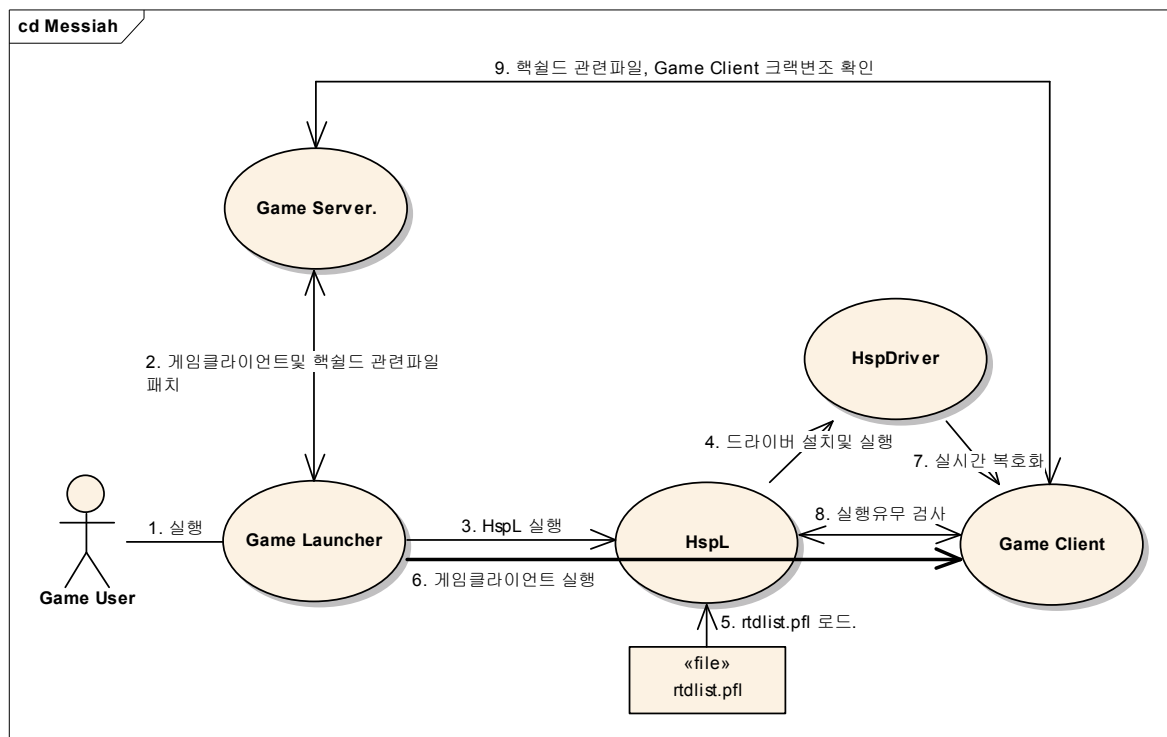 cd Messiah
9. 핵쉴드 관련파일, Game Client 크랙변조 확인
Game Server.
2. 게임클라이언트및 핵쉴드 관련파일
패치
HspDriver
4. 드라이버 설치및 실행
7. 실시간 복호화
1. 실행
Game Launcher
3. HspL 실행
HspL
8. 실행유무 검사
Game Client
6. 게임클라이언트 실행
Game User
5. rtdlist.pfl 로드.
«file»
rtdlist.pfl